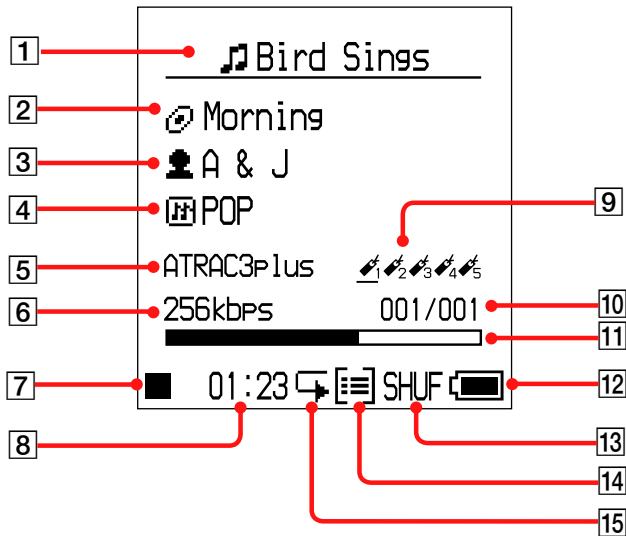 1
Bird Sings
2
Morning
3
A & J
4
POP
9
5
ATRAC3plus
1 2 3 4 5
6
256kbps
001/001
10
11
7
01:23
SHUF
12
8
13
14
15